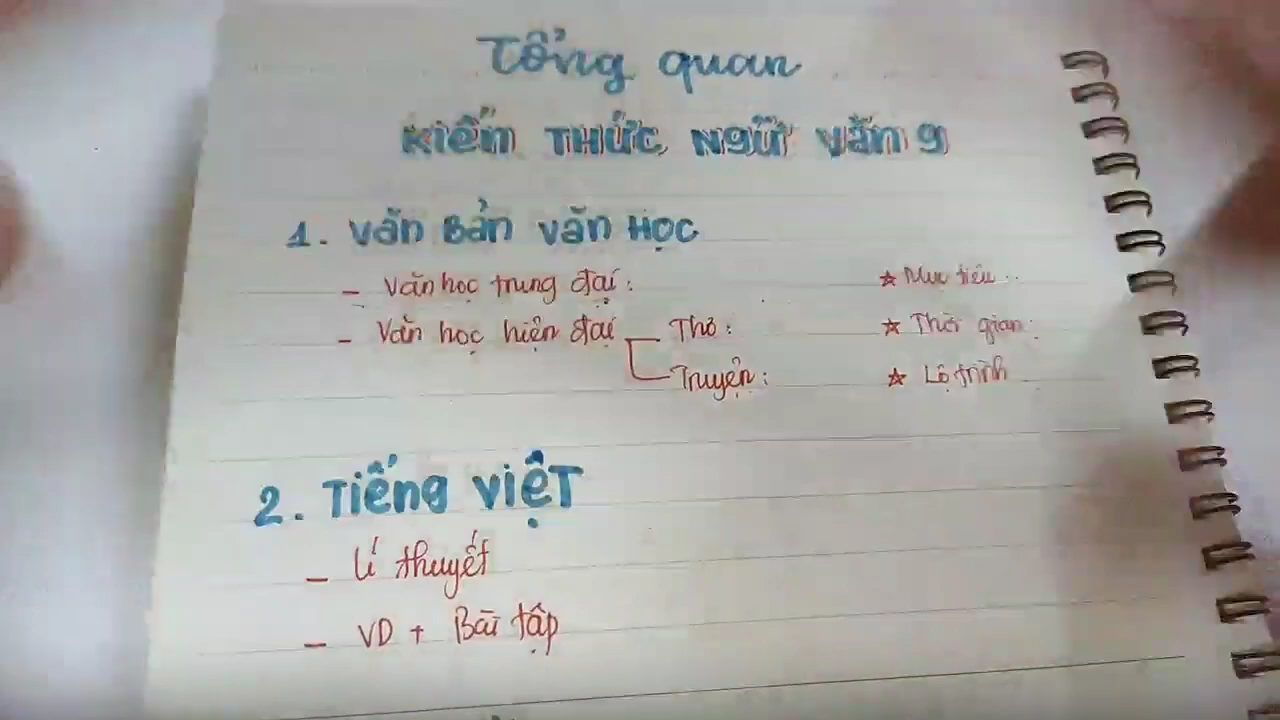 Tổng quan
KIẾN THỨC NGỮ VĂN 9
1. VĂN BẢN VĂN HỌC
- Văn học trung đại:
- Văn học hiện đại
Thơ:
Truyện:
☆ Mục tiêu..
☆ Thời gian:
☆ Lộ trình
2. TIẾNG VIỆT
- Lí thuyết
- VD + Bài tập